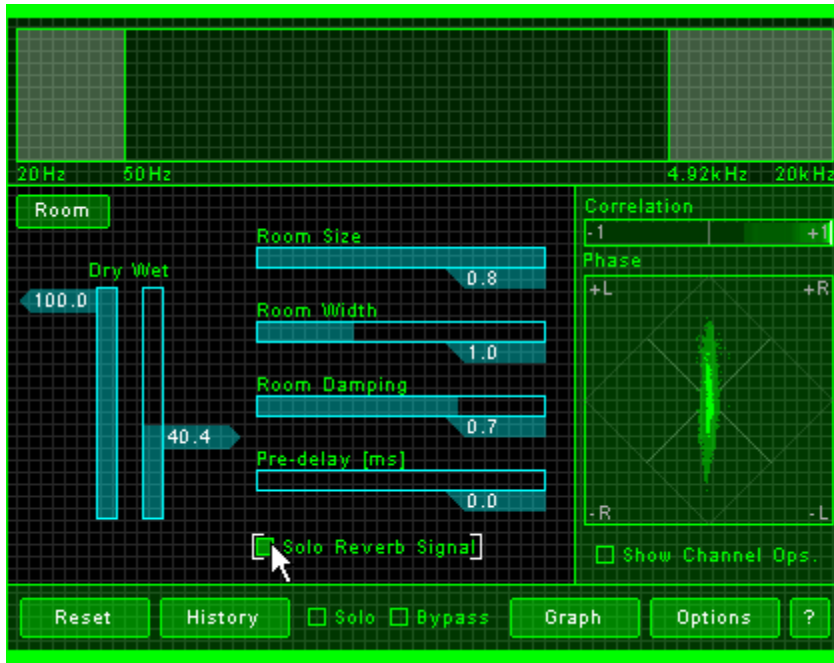 20Hz 50Hz 4.92kHz 20kHz
Room
Dry Wet
100.0
40.4
Room Size
0.8
Room Width
1.0
Room Damping
0.7
Pre-delay [ms]
0.0
[Solo Reverb Signal]
Correlation
-1 +1
Phase
+L +R
-R -L
Show Channel Ops.
Reset History Solo Bypass Graph Options ?